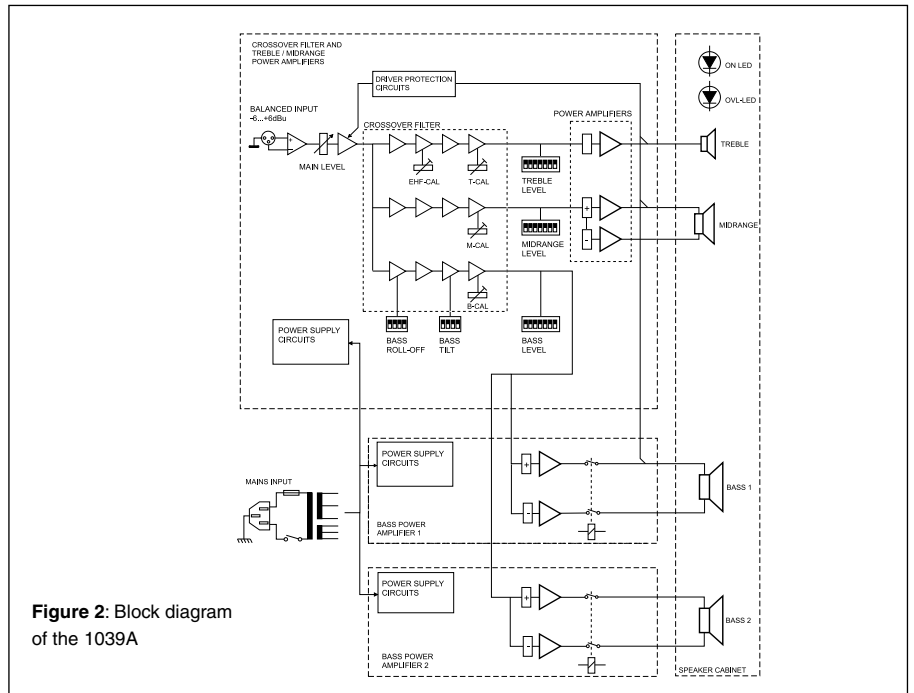 CROSSOVER FILTER AND
TREBLE / MIDRANGE
POWER AMPLIFIERS
DRIVER PROTECTION
CIRCUITS
ON LED
OVL-LED
BALANCED INPUT
-6...+6dBu
MAIN LEVEL
CROSSOVER FILTER
POWER AMPLIFIERS
+
-
EHF-CAL
T-CAL
TREBLE
LEVEL
TREBLE
M-CAL
MIDRANGE
LEVEL
+
-
MIDRANGE
B-CAL
BASS
ROLL-OFF
BASS
TILT
BASS
LEVEL
POWER SUPPLY
CIRCUITS
MAINS INPUT
POWER SUPPLY
CIRCUITS
+
-
BASS 1
BASS POWER
AMPLIFIER 1
POWER SUPPLY
CIRCUITS
+
-
BASS 2
BASS POWER
AMPLIFIER 2
SPEAKER CABINET
Figure 2: Block diagram
of the 1039A